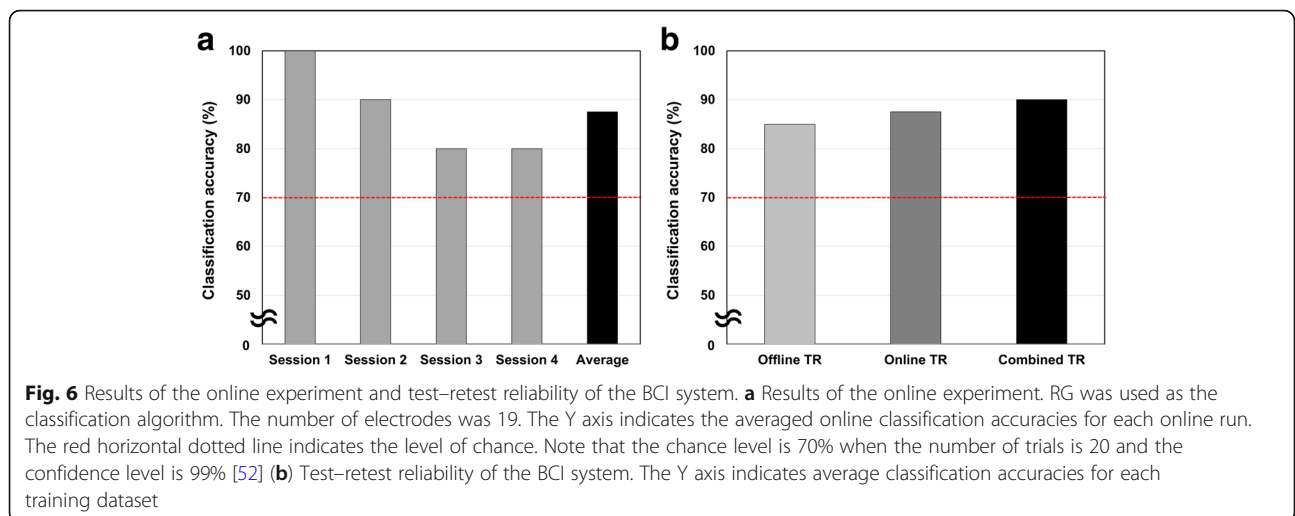 a
100
90
80
70
60
50
0
Classification accuracy (%)
Session 1 Session 2 Session 3 Session 4 Average
b
100
90
80
70
60
50
0
Classification accuracy (%)
Offline TR Online TR Combined TR
Fig. 6 Results of the online experiment and test–retest reliability of the BCI system. a Results of the online experiment. RG was used as the
classification algorithm. The number of electrodes was 19. The Y axis indicates the averaged online classification accuracies for each online run.
The red horizontal dotted line indicates the level of chance. Note that the chance level is 70% when the number of trials is 20 and the
confidence level is 99% [52] (b) Test–retest reliability of the BCI system. The Y axis indicates average classification accuracies for each
training dataset